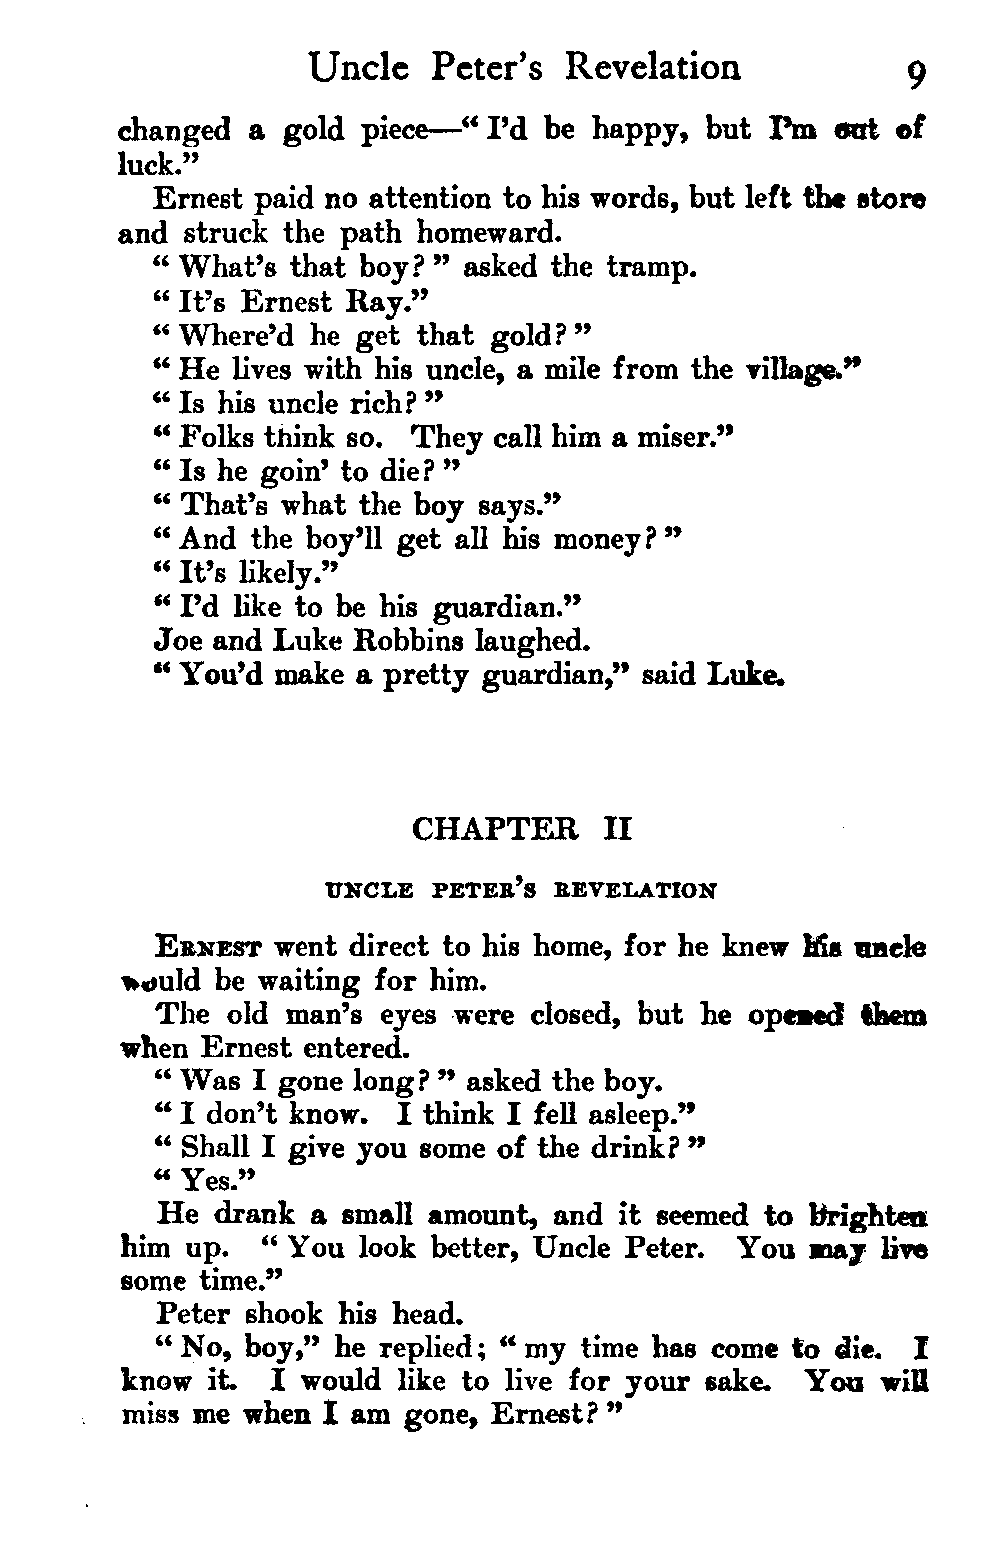 Uncle Peter's Revelation 9
changed a gold piece—“ I'd be happy, but I'm out of
luck.”
Ernest paid no attention to his words, but left the store
and struck the path homeward.
“ What's that boy? ” asked the tramp.
“ It's Ernest Ray.”
“ Where'd he get that gold? ”
“ He lives with his uncle, a mile from the village.”
“ Is his uncle rich? ”
“ Folks think so. They call him a miser.”
“ Is he goin' to die? ”
“ That's what the boy says.”
“ And the boy'll get all his money? ”
“ It's likely.”
“ I'd like to be his guardian.”
Joe and Luke Robbins laughed.
“ You'd make a pretty guardian,” said Luke.
CHAPTER II
UNCLE PETER'S REVELATION
ERNEST went direct to his home, for he knew his uncle
would be waiting for him.
The old man's eyes were closed, but he opened them
when Ernest entered.
“ Was I gone long? ” asked the boy.
“ I don't know. I think I fell asleep.”
“ Shall I give you some of the drink? ”
“ Yes.”
He drank a small amount, and it seemed to brighten
him up. “ You look better, Uncle Peter. You may live
some time.”
Peter shook his head.
“ No, boy,” he replied; “ my time has come to die. I
know it. I would like to live for your sake. You will
miss me when I am gone, Ernest? ”